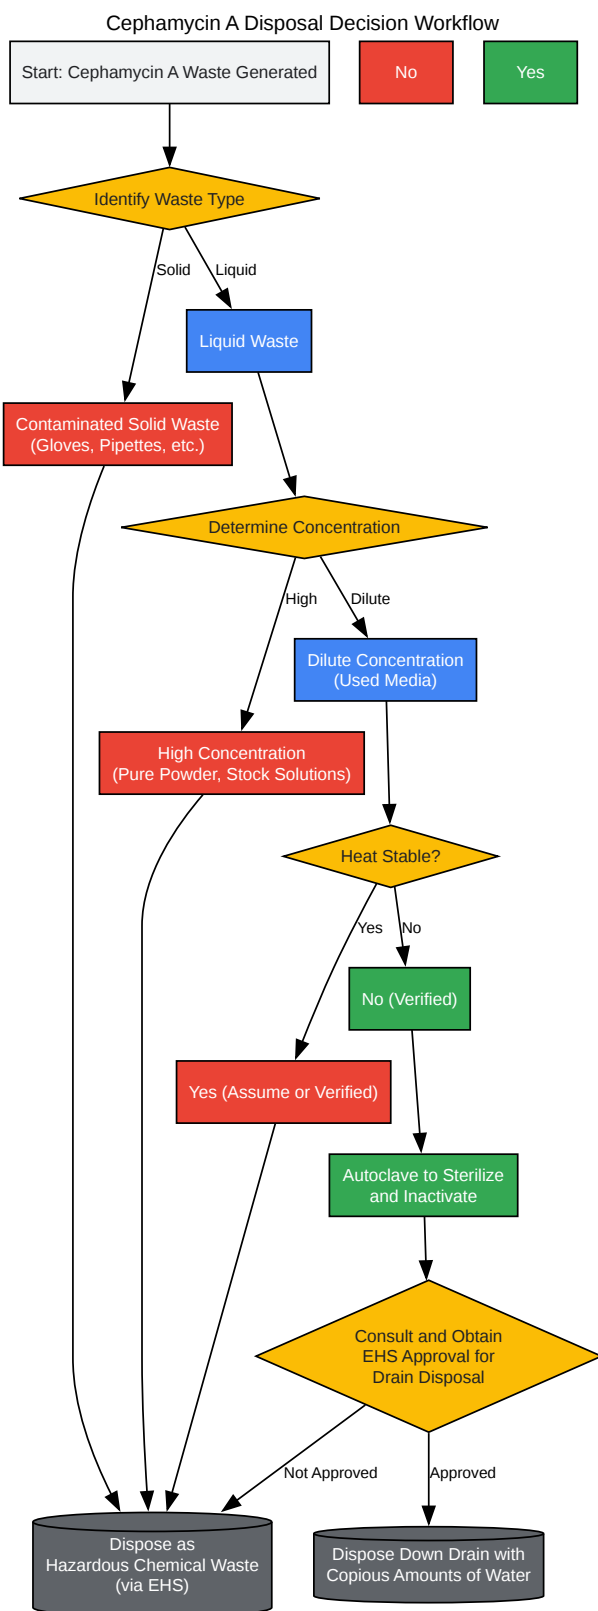 Cephamycin A Disposal Decision Workflow
Start: Cephamycin A Waste Generated
No
Yes
Identify Waste Type
Solid
Liquid
Liquid Waste
Contaminated Solid Waste
(Gloves, Pipettes, etc.)
Determine Concentration
High
Dilute
Dilute Concentration
(Used Media)
High Concentration
(Pure Powder, Stock Solutions)
Heat Stable?
Yes
No
No (Verified)
Yes (Assume or Verified)
Autoclave to Sterilize
and Inactivate
Consult and Obtain
EHS Approval for
Drain Disposal
Not Approved
Approved
Dispose as
Hazardous Chemical Waste
(via EHS)
Dispose Down Drain with
Copious Amounts of Water